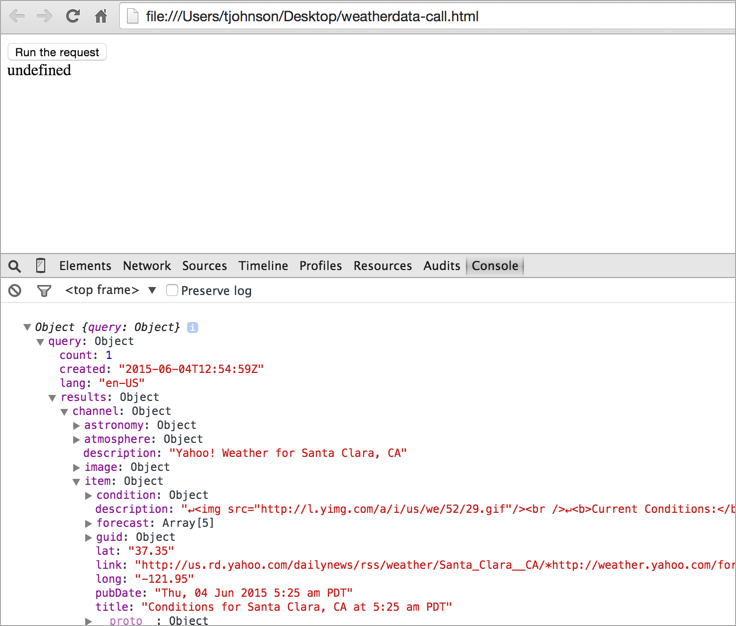 file:///Users/tjohnson/Desktop/weatherdata-call.html
Run the request
undefined
Elements Network Sources Timeline Profiles Resources Audits Console
<top frame> ▼ Preserve log
▼Object {query: Object} i
▼query: Object
count: 1
created: "2015-06-04T12:54:59Z"
lang: "en-US"
▼results: Object
▼channel: Object
▶astronomy: Object
▶atmosphere: Object
description: "Yahoo! Weather for Santa Clara, CA"
▶image: Object
▼item: Object
▶condition: Object
description: "↵<img src="http://l.yimg.com/a/i/us/we/52/29.gif"/><br />↵<b>Current Conditions:</b
▶forecast: Array[5]
▶guid: Object
lat: "37.35"
link: "http://us.rd.yahoo.com/dailynews/rss/weather/Santa_Clara__CA/*http://weather.yahoo.com/for
long: "-121.95"
pubDate: "Thu, 04 Jun 2015 5:25 am PDT"
title: "Conditions for Santa Clara, CA at 5:25 am PDT"
▶__proto__: Object